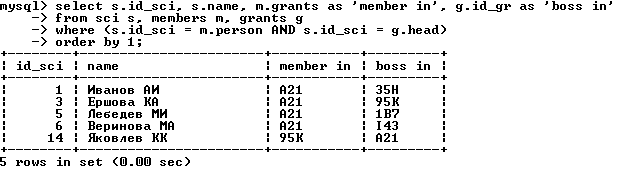 mysql> select s.id_sci, s.name, m.grants as 'member in', g.id_gr as 'boss in'
    -> from sci s, members m, grants g
    -> where (s.id_sci = m.person AND s.id_sci = g.head)
    -> order by 1;
+--------+-------------+-----------+---------+
| id_sci | name        | member in | boss in |
+--------+-------------+-----------+---------+
|      1 | Иванов АИ   | A21       | 35H     |
|      3 | Ершова КА   | A21       | 95K     |
|      5 | Лебедев МИ  | A21       | 1B7     |
|      6 | Веринова МА | A21       | I43     |
|     14 | Яковлев КК  | 95K       | A21     |
+--------+-------------+-----------+---------+
5 rows in set (0.00 sec)